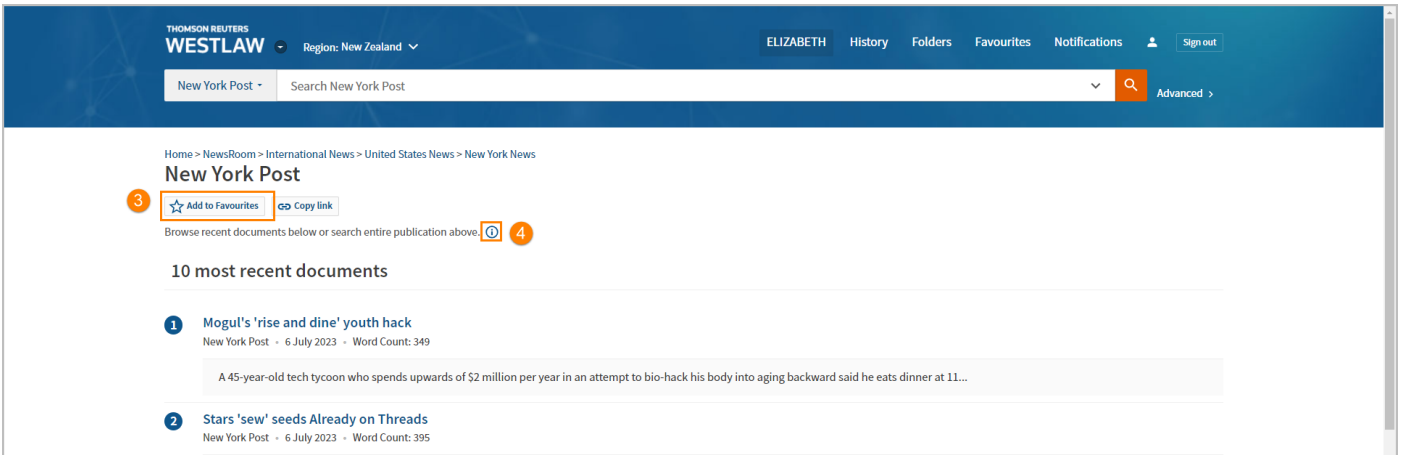 THOMSON REUTERS
WESTLAW Region: New Zealand ELIZABETH History Folders Favourites Notifications Sign out
New York Post Search New York Post Advanced >
Home > NewsRoom > International News > United States News > New York News
New York Post
3 Add to Favourites Copy link
Browse recent documents below or search entire publication above. 4
10 most recent documents
1 Mogul's 'rise and dine' youth hack
New York Post • 6 July 2023 • Word Count: 349
A 45-year-old tech tycoon who spends upwards of $2 million per year in an attempt to bio-hack his body into aging backward said he eats dinner at 11...
2 Stars 'sew' seeds Already on Threads
New York Post • 6 July 2023 • Word Count: 395